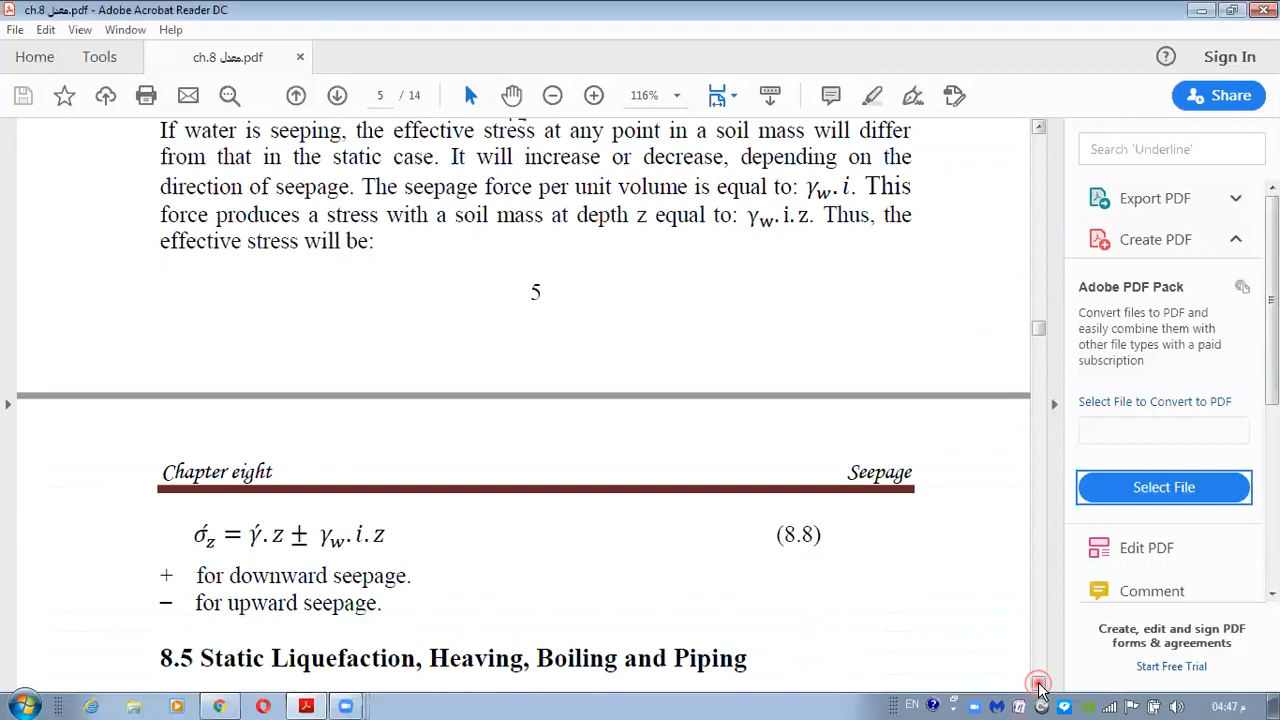 ch.8 معدل.pdf - Adobe Acrobat Reader DC
File Edit View Window Help
Home Tools ch.8 معدل.pdf × Sign In
5 / 14 116% Share
If water is seeping, the effective stress at any point in a soil mass will differ
from that in the static case. It will increase or decrease, depending on the
direction of seepage. The seepage force per unit volume is equal to: γw.i. This
force produces a stress with a soil mass at depth z equal to: γw.i.z. Thus, the
effective stress will be:
5
Chapter eight Seepage
σ́z = γ́.z ± γw.i.z (8.8)
+ for downward seepage.
− for upward seepage.
8.5 Static Liquefaction, Heaving, Boiling and Piping
Search 'Underline'
Export PDF
Create PDF
Adobe PDF Pack
Convert files to PDF and
easily combine them with
other file types with a paid
subscription
Select File to Convert to PDF
Select File
Edit PDF
Comment
Create, edit and sign PDF
forms & agreements
Start Free Trial
EN 04:47 م